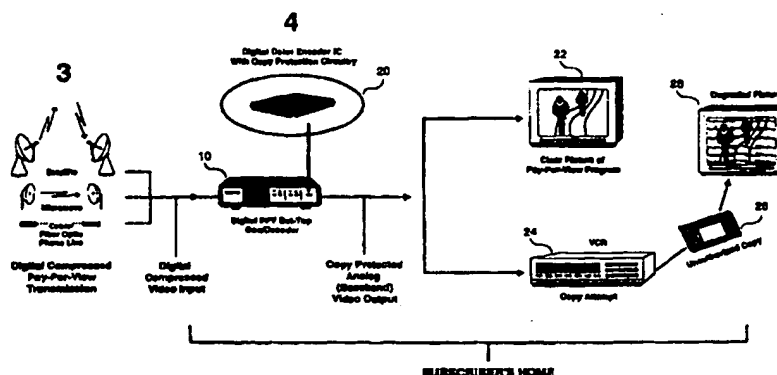 3
Satellite
Microwave
Cable
Fiber Optic
Phone Line
Digital Compressed
Pay-Per-View
Transmission
4
Digital Color Encoder IC
With Copy Protection Circuitry
20
10
Digital PPV Set-Top
Box/Decoder
Digital
Compressed
Video Input
Copy Protected
Analog
(Baseband)
Video Output
22
Clear Picture of
Pay-Per-View Program
24
VCR
Copy Attempt
Degraded Picture
28
26
Unauthorized Copy
SUBSCRIBER'S HOME